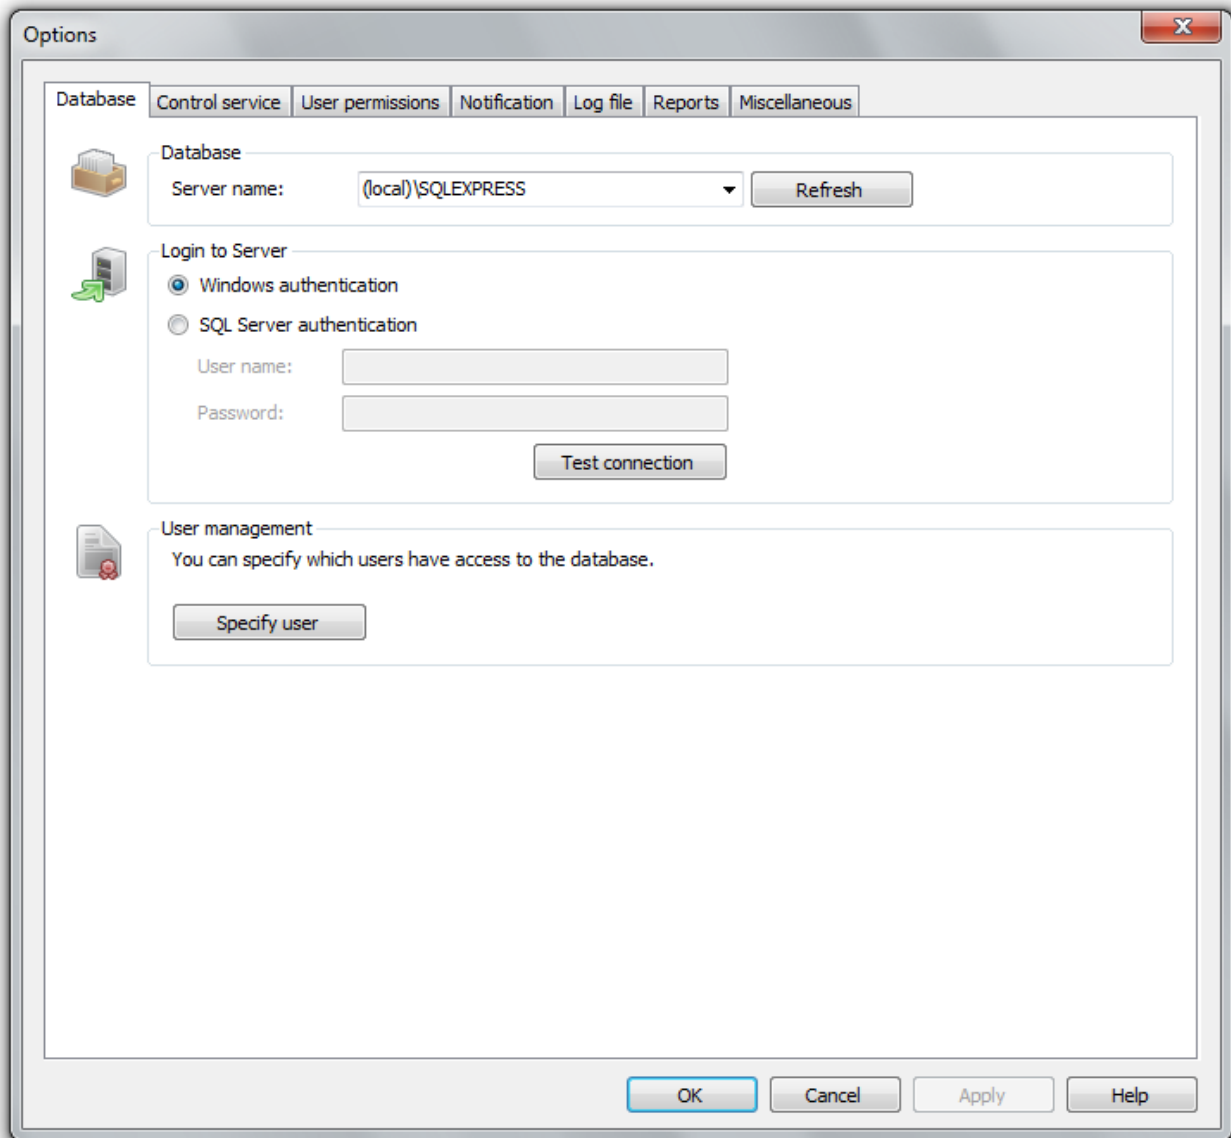 Options
Database Control service User permissions Notification Log file Reports Miscellaneous
Database
Server name: (local)\SQLEXPRESS Refresh
Login to Server
Windows authentication
SQL Server authentication
User name:
Password:
Test connection
User management
You can specify which users have access to the database.
Specify user
OK Cancel Apply Help